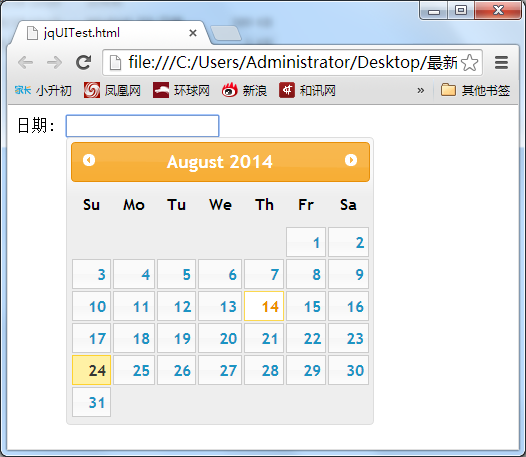 jqUITest.html
file:///C:/Users/Administrator/Desktop/最新
家长 小升初 凤凰网 环球网 新浪 和讯网 » 其他书签
日期:
August 2014
Su Mo Tu We Th Fr Sa
1 2
3 4 5 6 7 8 9
10 11 12 13 14 15 16
17 18 19 20 21 22 23
24 25 26 27 28 29 30
31